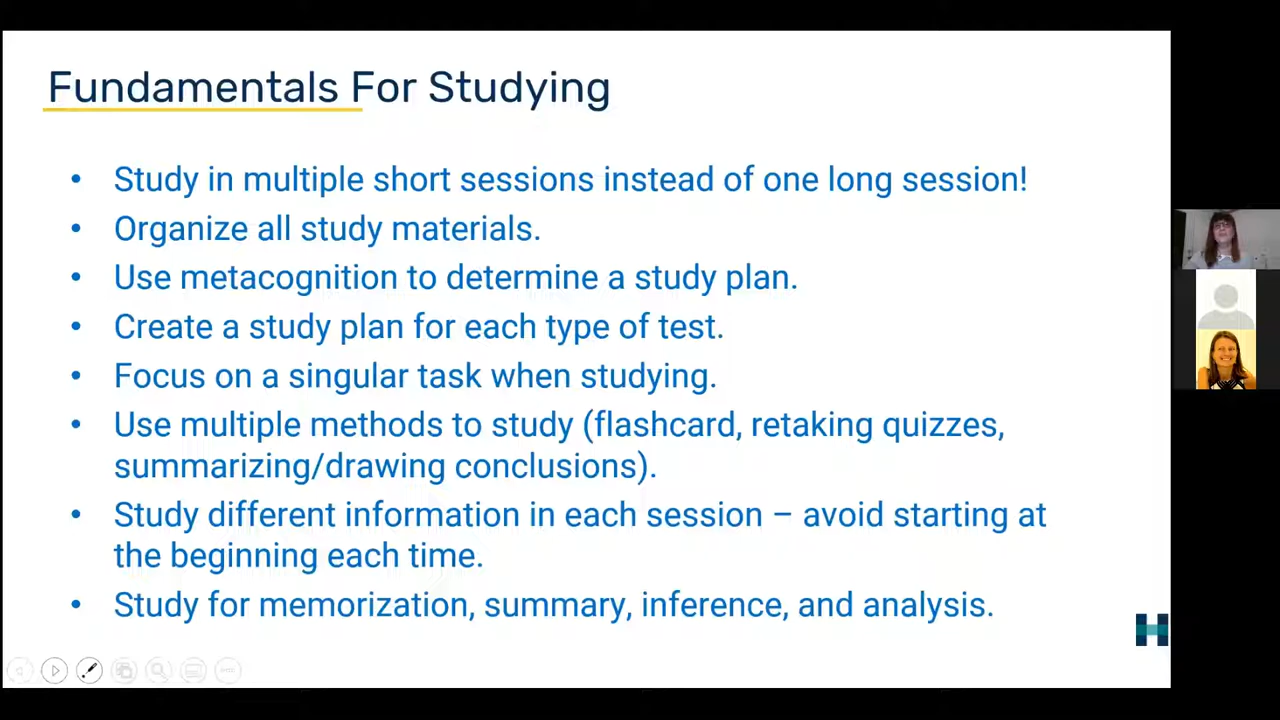 Fundamentals For Studying
• Study in multiple short sessions instead of one long session!
• Organize all study materials.
• Use metacognition to determine a study plan.
• Create a study plan for each type of test.
• Focus on a singular task when studying.
• Use multiple methods to study (flashcard, retaking quizzes,
summarizing/drawing conclusions).
• Study different information in each session – avoid starting at
the beginning each time.
• Study for memorization, summary, inference, and analysis.
H